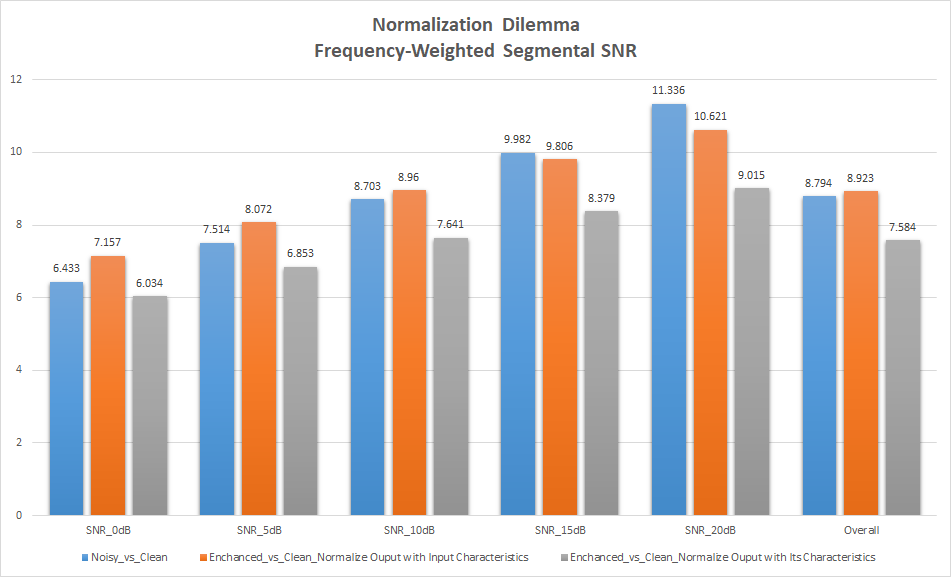 Normalization Dilemma
Frequency-Weighted Segmental SNR
12
10
8
6
4
2
0
6.433
7.157
6.034
7.514
8.072
6.853
8.703
8.96
7.641
9.982
9.806
8.379
11.336
10.621
9.015
8.794
8.923
7.584
SNR_0dB
SNR_5dB
SNR_10dB
SNR_15dB
SNR_20dB
Overall
Noisy_vs_Clean
Enchanced_vs_Clean_Normalize Ouput with Input Characteristics
Enchanced_vs_Clean_Normalize Ouput with Its Characteristics